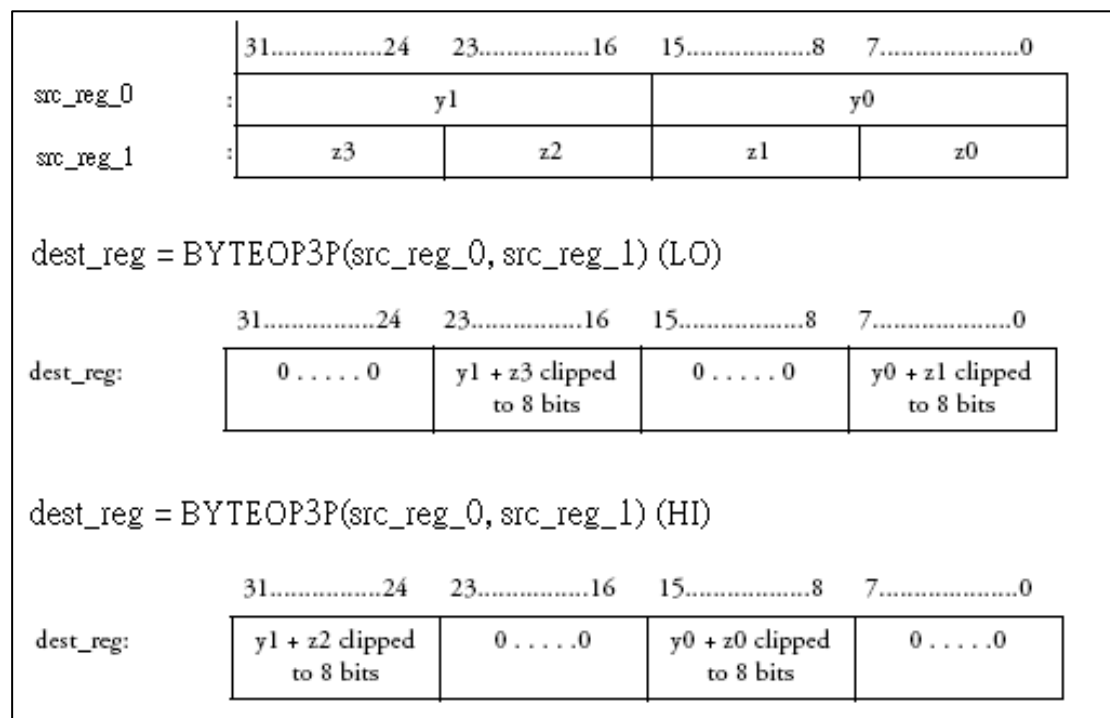 31.................24 23.................16 15...................8 7.....................0
src_reg_0 : y1 y0
src_reg_1 : z3 z2 z1 z0
dest_reg = BYTEOP3P(src_reg_0, src_reg_1) (LO)
31.................24 23.................16 15...................8 7.....................0
dest_reg: 0 . . . . . 0 y1 + z3 clipped to 8 bits 0 . . . . . 0 y0 + z1 clipped to 8 bits
dest_reg = BYTEOP3P(src_reg_0, src_reg_1) (HI)
31.................24 23.................16 15...................8 7.....................0
dest_reg: y1 + z2 clipped to 8 bits 0 . . . . . 0 y0 + z0 clipped to 8 bits 0 . . . . . 0